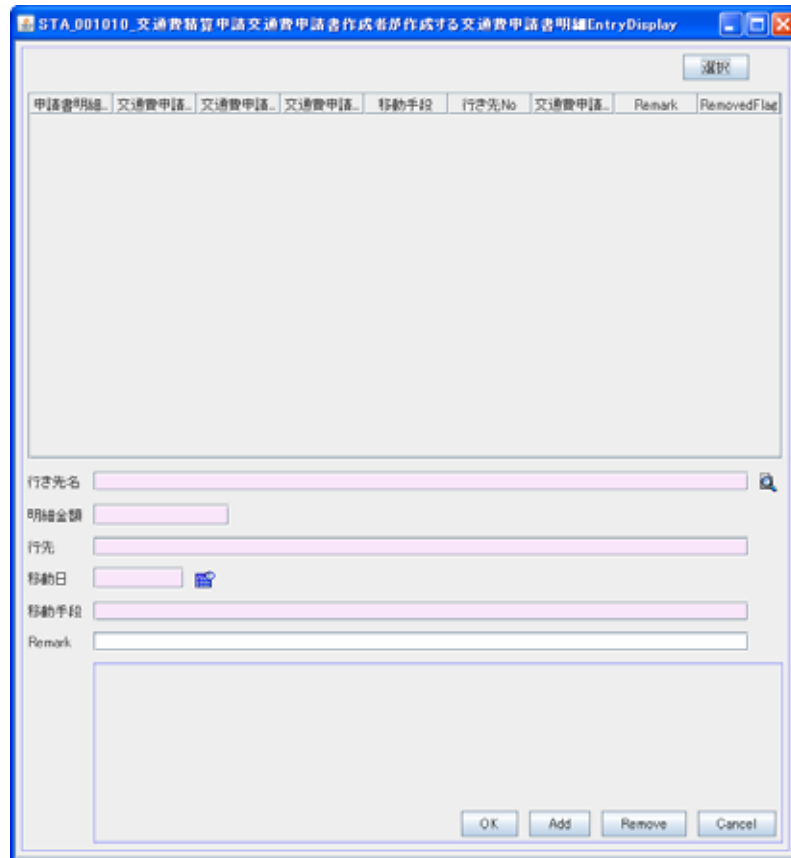 STA_001010_交通費精算申請交通費申請書作成者が作成する交通費申請書明細EntryDisplay
選択
申請書明細... 交通費申請... 交通費申請... 交通費申請... 移動手段 行き先No 交通費申請... Remark RemovedFlag
行き先名
明細金額
行先
移動日
移動手段
Remark
OK Add Remove Cancel